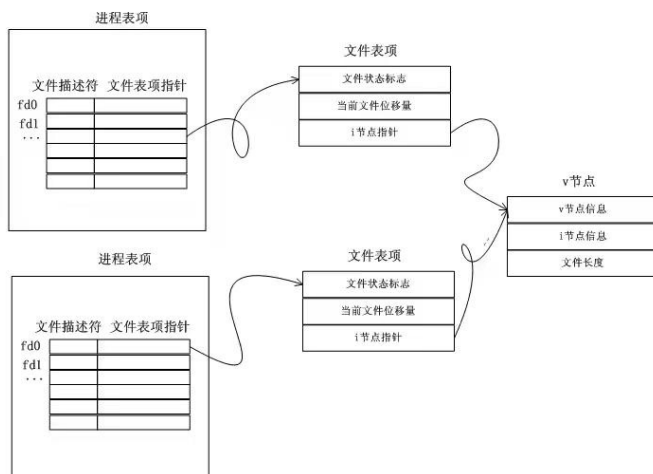 进程表项
文件描述符 文件表项指针
fd0
fd1
...
文件表项
文件状态标志
当前文件位移量
i节点指针
v节点
v节点信息
i节点信息
文件长度
进程表项
文件描述符 文件表项指针
fd0
fd1
...
文件表项
文件状态标志
当前文件位移量
i节点指针